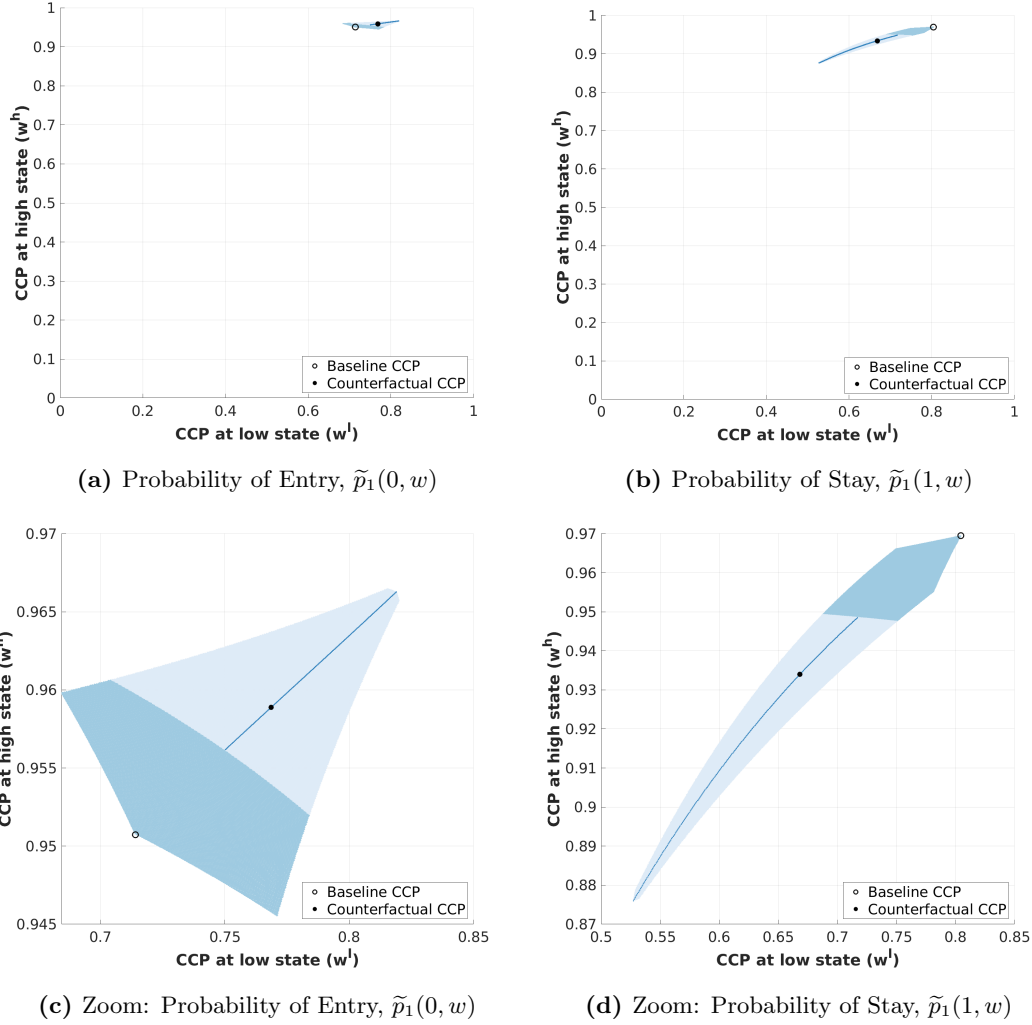 1
0.9
0.8
0.7
0.6
0.5
0.4
0.3
0.2
0.1
0
CCP at high state (w^h)
0 0.2 0.4 0.6 0.8 1
CCP at low state (w^l)
Baseline CCP
Counterfactual CCP
(a) Probability of Entry, p̃₁(0, w)
1
0.9
0.8
0.7
0.6
0.5
0.4
0.3
0.2
0.1
0
CCP at high state (w^h)
0 0.2 0.4 0.6 0.8 1
CCP at low state (w^l)
Baseline CCP
Counterfactual CCP
(b) Probability of Stay, p̃₁(1, w)
0.97
0.965
0.96
0.955
0.95
0.945
CCP at high state (w^h)
0.7 0.75 0.8 0.85
CCP at low state (w^l)
Baseline CCP
Counterfactual CCP
(c) Zoom: Probability of Entry, p̃₁(0, w)
0.97
0.96
0.95
0.94
0.93
0.92
0.91
0.9
0.89
0.88
0.87
CCP at high state (w^h)
0.5 0.55 0.6 0.65 0.7 0.75 0.8 0.85
CCP at low state (w^l)
Baseline CCP
Counterfactual CCP
(d) Zoom: Probability of Stay, p̃₁(1, w)